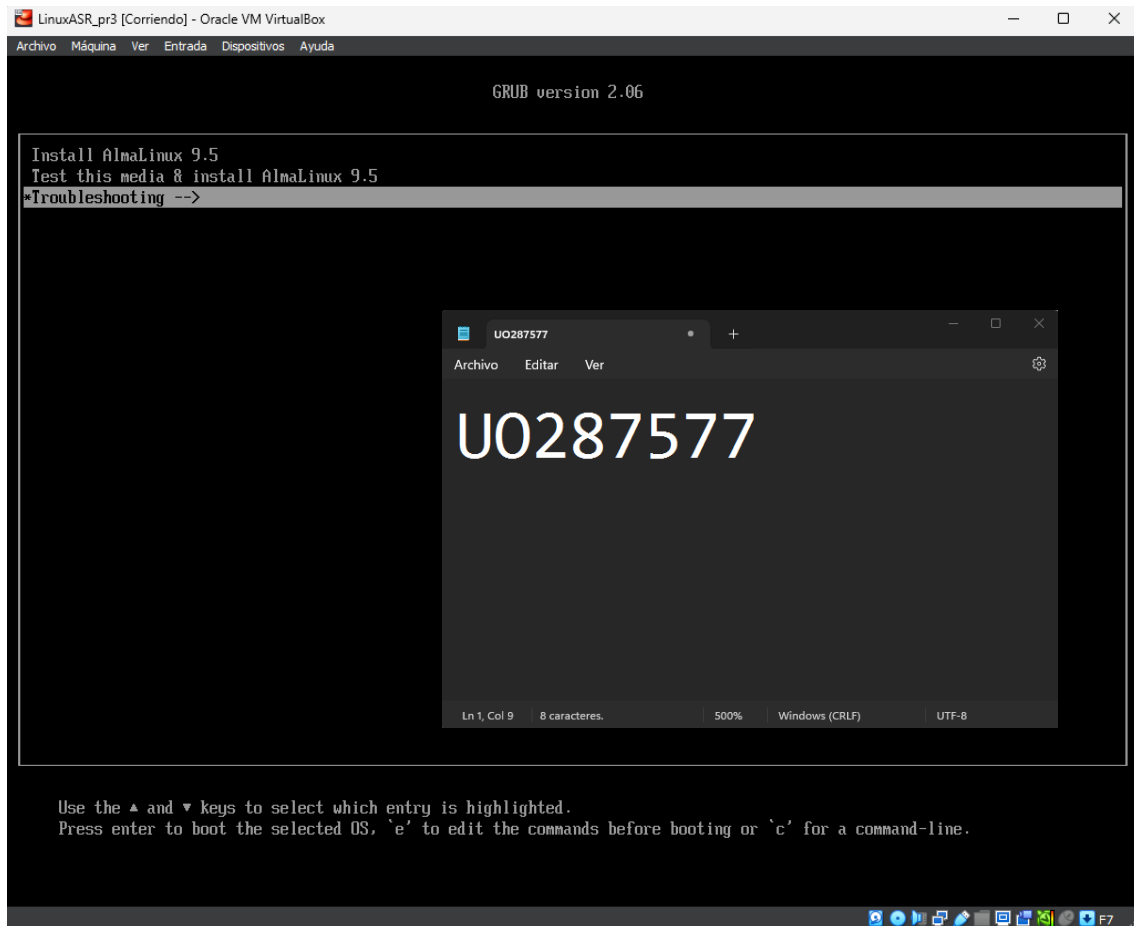 LinuxASR_pr3 [Corriendo] - Oracle VM VirtualBox
Archivo Máquina Ver Entrada Dispositivos Ayuda
GRUB version 2.06
Install AlmaLinux 9.5
Test this media & install AlmaLinux 9.5
*Troubleshooting -->
UO287577
Archivo Editar Ver
UO287577
Ln 1, Col 9 8 caracteres. 500% Windows (CRLF) UTF-8
Use the ▲ and ▼ keys to select which entry is highlighted.
Press enter to boot the selected OS, `e' to edit the commands before booting or `c' for a command-line.
F7